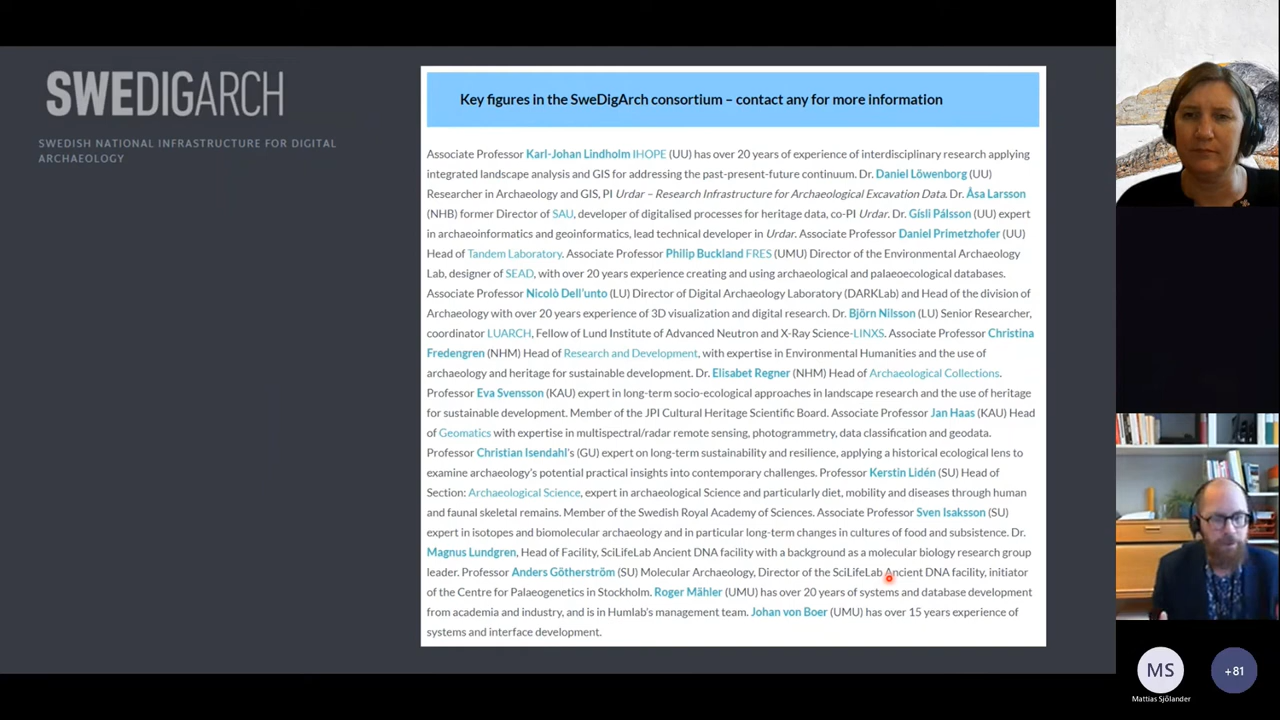 SWEDIGARCH
SWEDISH NATIONAL INFRASTRUCTURE FOR DIGITAL
ARCHAEOLOGY
Key figures in the SweDigArch consortium – contact any for more information
Associate Professor Karl-Johan Lindholm IHOPE (UU) has over 20 years of experience of interdisciplinary research applying
integrated landscape analysis and GIS for addressing the past-present-future continuum. Dr. Daniel Löwenborg (UU)
Researcher in Archaeology and GIS, PI Urdar – Research Infrastructure for Archaeological Excavation Data. Dr. Åsa Larsson
(NHB) former Director of SAU, developer of digitalised processes for heritage data, co-PI Urdar. Dr. Gísli Pálsson (UU) expert
in archaeoinformatics and geoinformatics, lead technical developer in Urdar. Associate Professor Daniel Primetzhofer (UU)
Head of Tandem Laboratory. Associate Professor Philip Buckland FRES (UMU) Director of the Environmental Archaeology
Lab, designer of SEAD, with over 20 years experience creating and using archaeological and palaeoecological databases.
Associate Professor Nicolò Dell'unto (LU) Director of Digital Archaeology Laboratory (DARKLab) and Head of the division of
Archaeology with over 20 years experience of 3D visualization and digital research. Dr. Björn Nilsson (LU) Senior Researcher,
coordinator LUARCH, Fellow of Lund Institute of Advanced Neutron and X-Ray Science-LINXS. Associate Professor Christina
Fredengren (NHM) Head of Research and Development, with expertise in Environmental Humanities and the use of
archaeology and heritage for sustainable development. Dr. Elisabet Regner (NHM) Head of Archaeological Collections.
Professor Eva Svensson (KAU) expert in long-term socio-ecological approaches in landscape research and the use of heritage
for sustainable development. Member of the JPI Cultural Heritage Scientific Board. Associate Professor Jan Haas (KAU) Head
of Geomatics with expertise in multispectral/radar remote sensing, photogrammetry, data classification and geodata.
Professor Christian Isendahl's (GU) expert on long-term sustainability and resilience, applying a historical ecological lens to
examine archaeology's potential practical insights into contemporary challenges. Professor Kerstin Lidén (SU) Head of
Section: Archaeological Science, expert in archaeological Science and particularly diet, mobility and diseases through human
and faunal skeletal remains. Member of the Swedish Royal Academy of Sciences. Associate Professor Sven Isaksson (SU)
expert in isotopes and biomolecular archaeology and in particular long-term changes in cultures of food and subsistence. Dr.
Magnus Lundgren, Head of Facility, SciLifeLab Ancient DNA facility with a background as a molecular biology research group
leader. Professor Anders Götherström (SU) Molecular Archaeology, Director of the SciLifeLab Ancient DNA facility, initiator
of the Centre for Palaeogenetics in Stockholm. Roger Mähler (UMU) has over 20 years of systems and database development
from academia and industry, and is in Humlab's management team. Johan von Boer (UMU) has over 15 years experience of
systems and interface development.
MS
+81
Mattias Sjölander